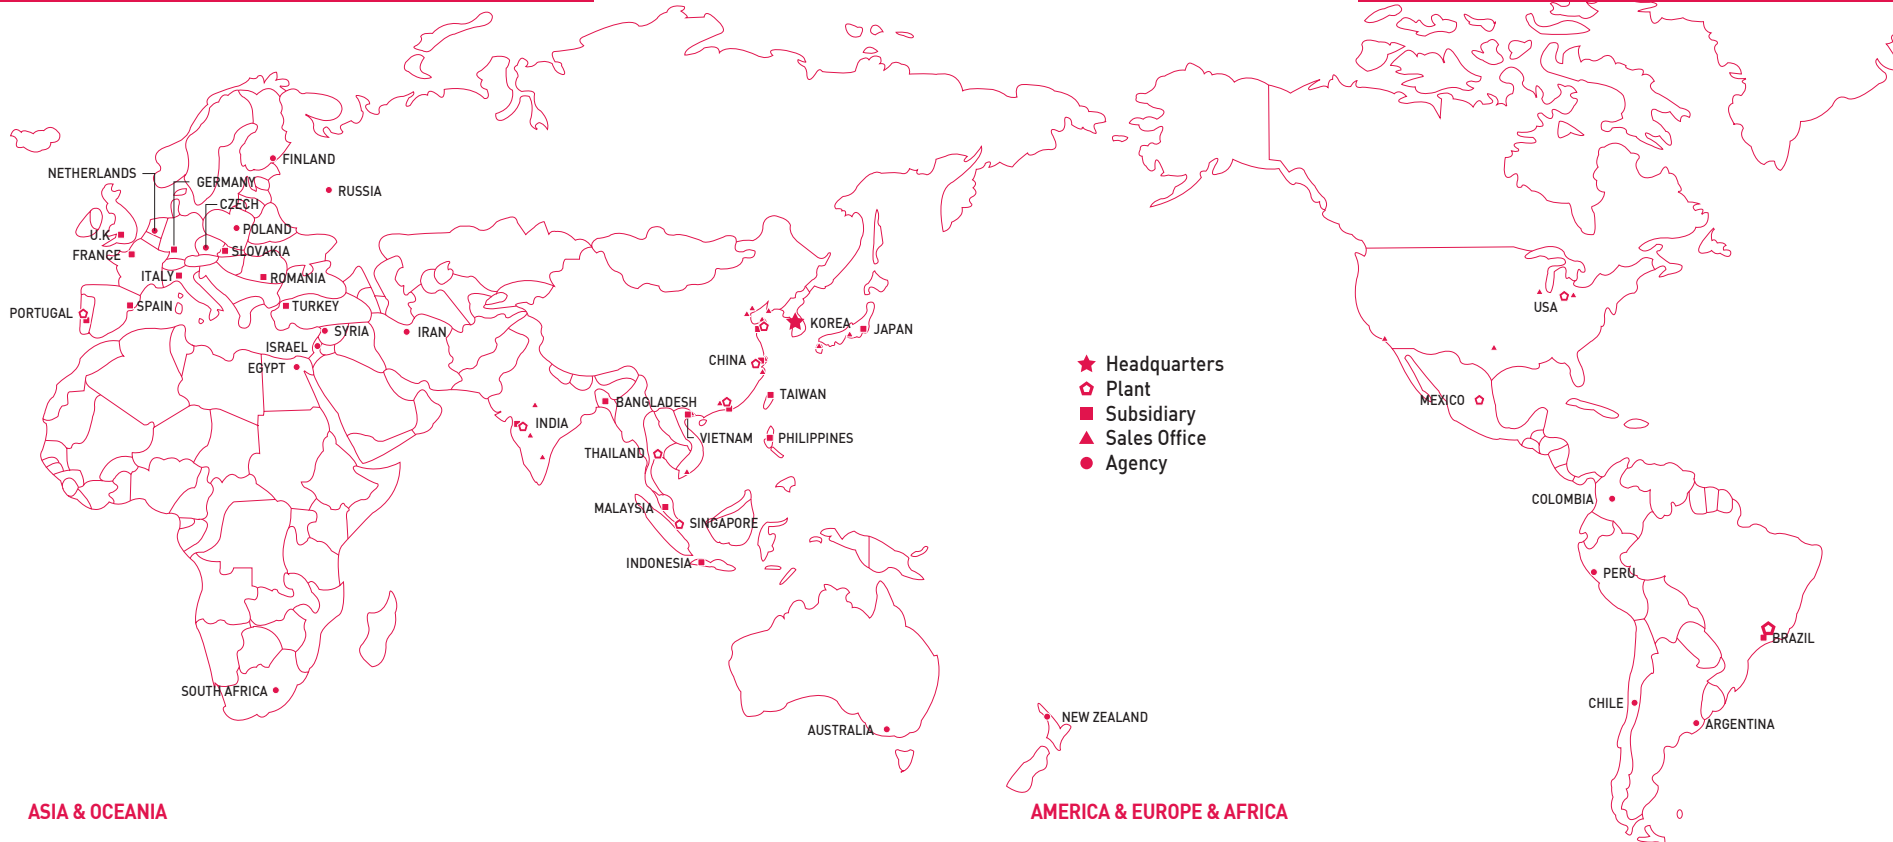 FINLAND
NETHERLANDS
GERMANY
RUSSIA
CZECH
POLAND
U.K
FRANCE
SLOVAKIA
ITALY
ROMANIA
PORTUGAL
SPAIN
TURKEY
SYRIA
IRAN
ISRAEL
EGYPT
KOREA
JAPAN
CHINA
TAIWAN
BANGLADESH
INDIA
VIETNAM
PHILIPPINES
THAILAND
MALAYSIA
SINGAPORE
INDONESIA
SOUTH AFRICA
AUSTRALIA
NEW ZEALAND
Headquarters
Plant
Subsidiary
Sales Office
Agency
USA
MEXICO
COLOMBIA
PERU
BRAZIL
CHILE
ARGENTINA
ASIA & OCEANIA
AMERICA & EUROPE & AFRICA